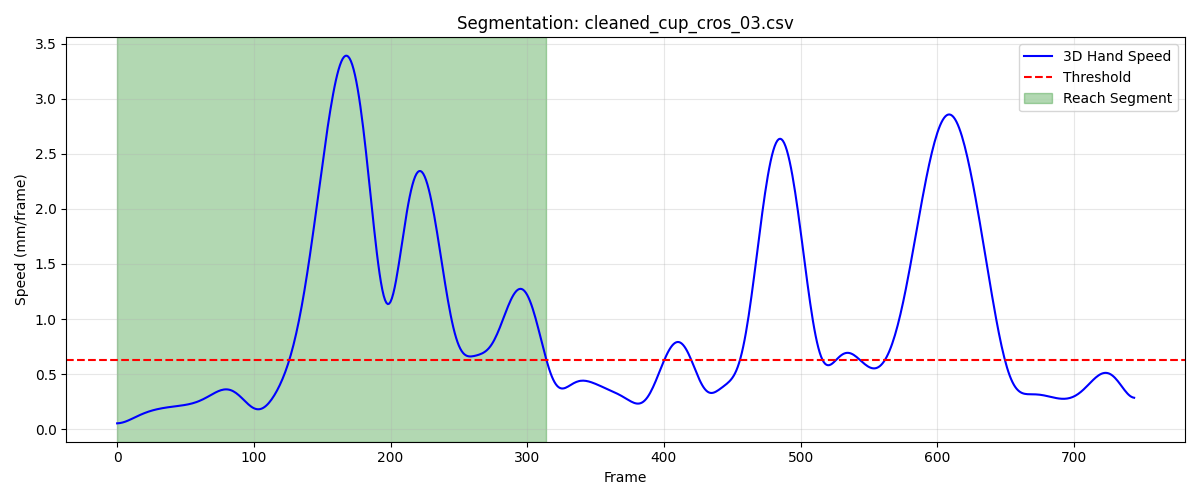 Segmentation: cleaned_cup_cros_03.csv
3.5
3.0
2.5
2.0
1.5
1.0
0.5
0.0
Speed (mm/frame)
3D Hand Speed
Threshold
Reach Segment
0 100 200 300 400 500 600 700
Frame